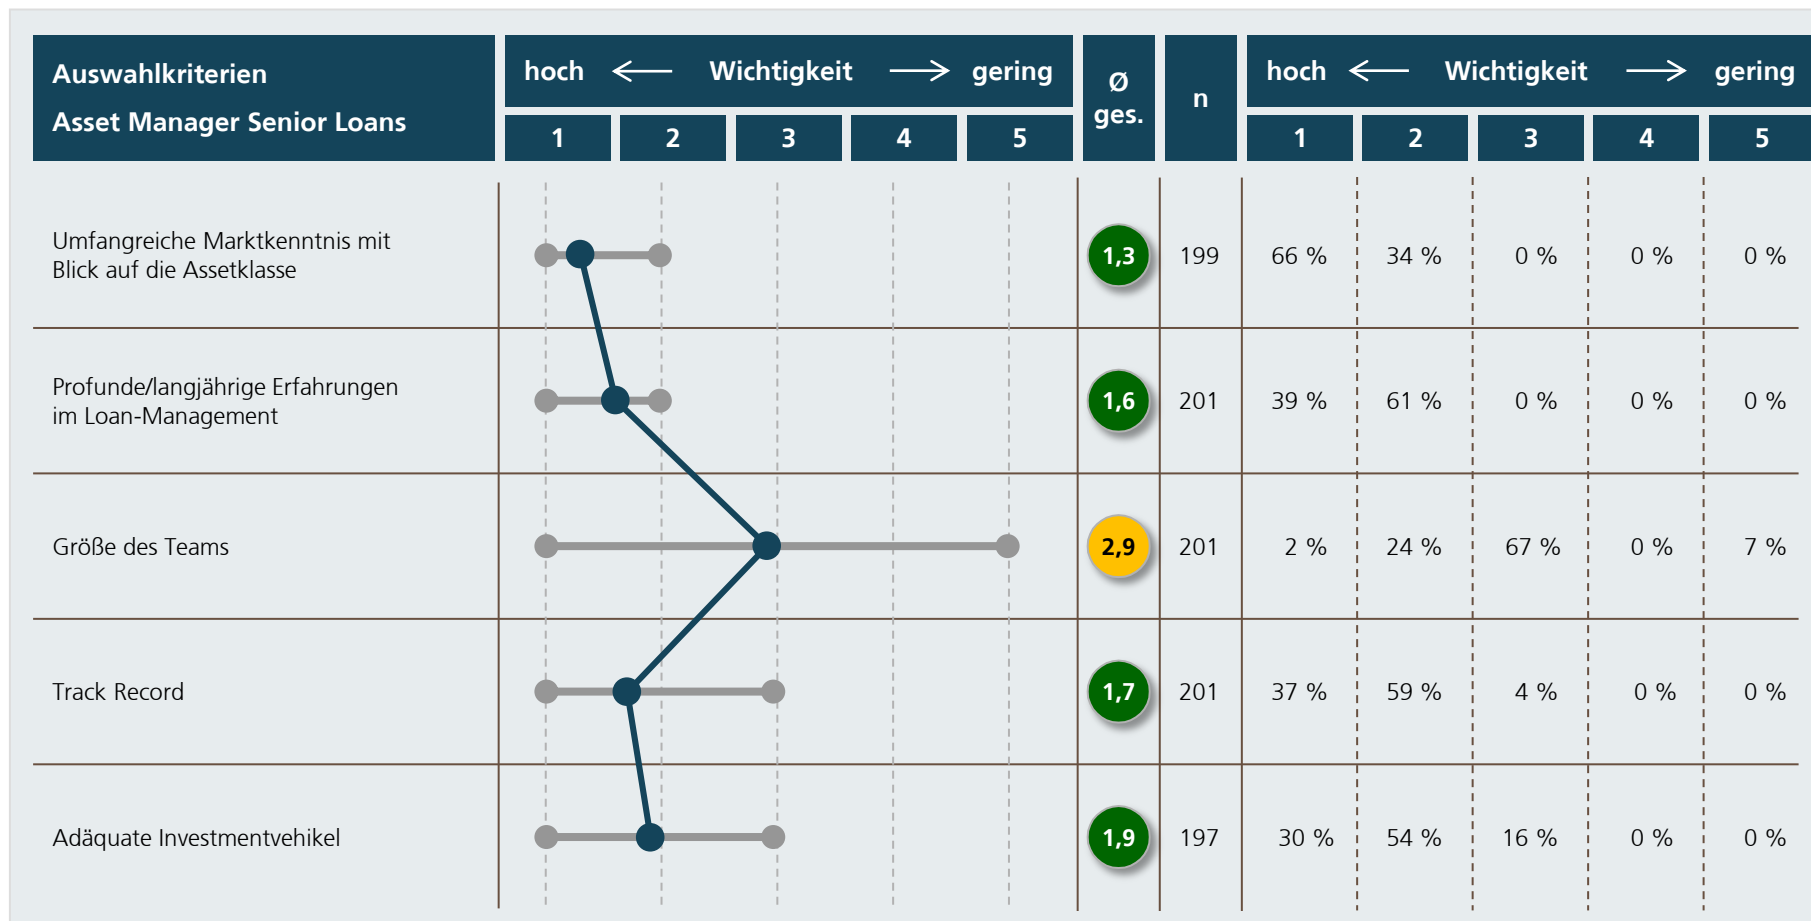 Auswahlkriterien
Asset Manager Senior Loans
hoch ← Wichtigkeit → gering
1 2 3 4 5
Ø
ges.
n
hoch ← Wichtigkeit → gering
1 2 3 4 5
Umfangreiche Marktkenntnis mit
Blick auf die Assetklasse
1,3 199 66 % 34 % 0 % 0 % 0 %
Profunde/langjährige Erfahrungen
im Loan-Management
1,6 201 39 % 61 % 0 % 0 % 0 %
Größe des Teams
2,9 201 2 % 24 % 67 % 0 % 7 %
Track Record
1,7 201 37 % 59 % 4 % 0 % 0 %
Adäquate Investmentvehikel
1,9 197 30 % 54 % 16 % 0 % 0 %